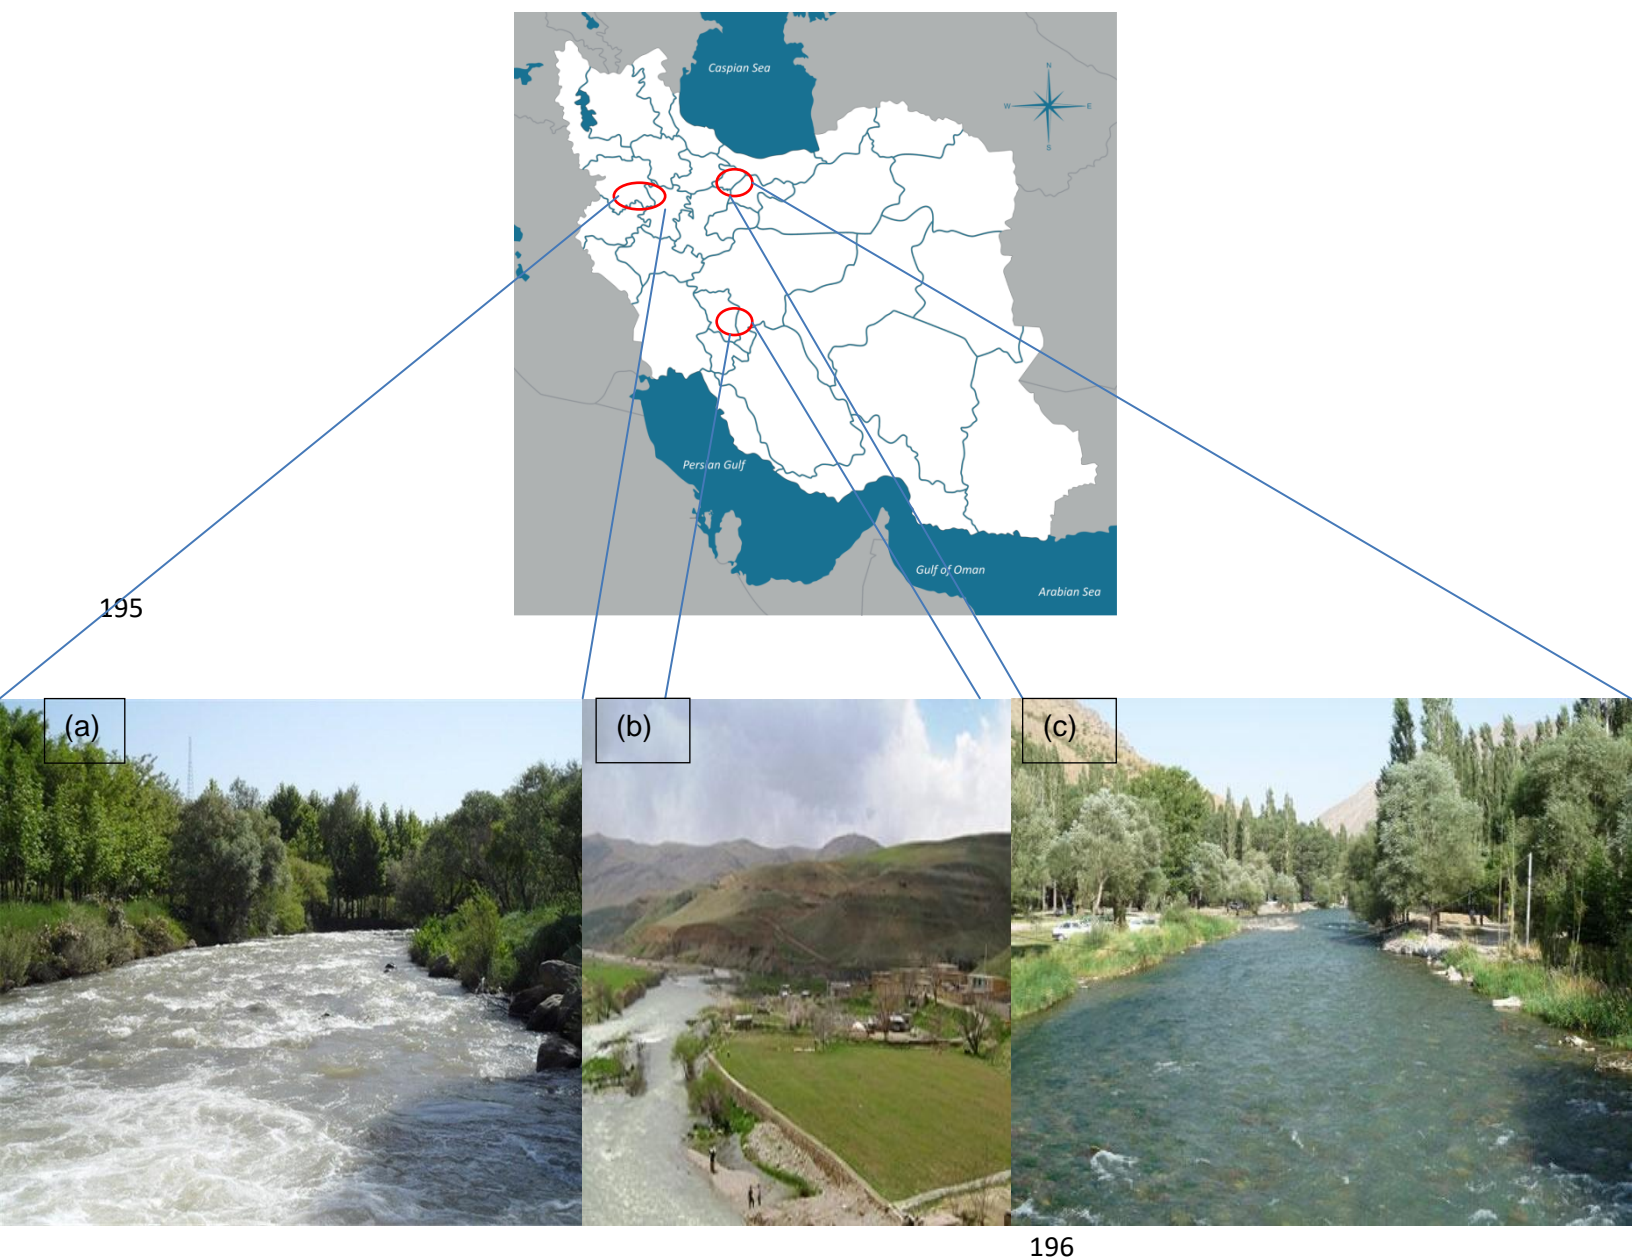 Caspian Sea
N
W
E
S
Persian Gulf
Gulf of Oman
Arabian Sea
195
(a)
(b)
(c)
196